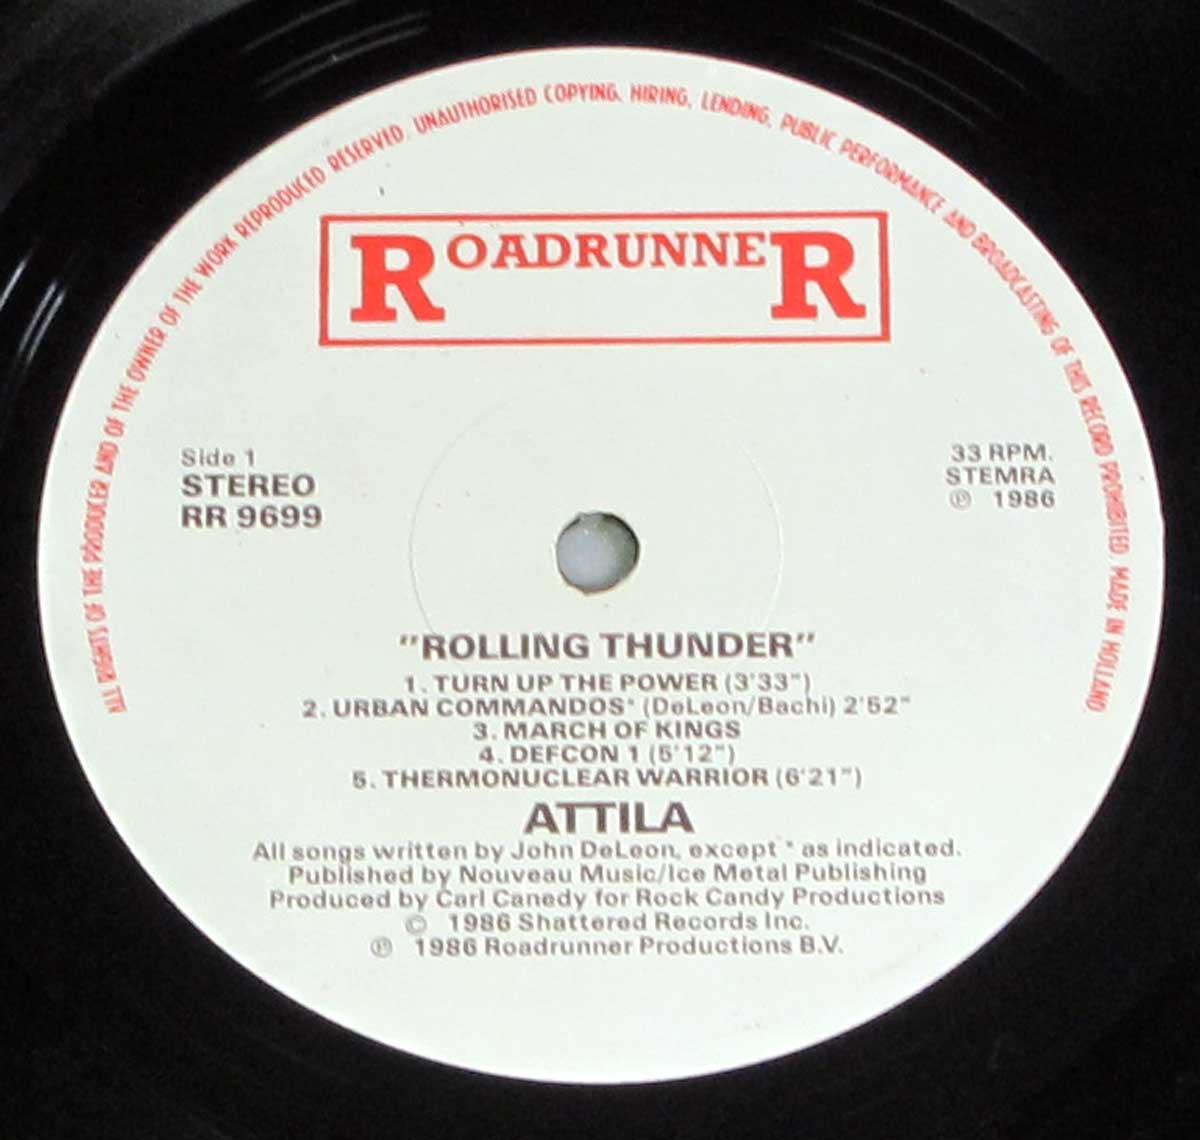 ALL RIGHTS OF THE PRODUCER AND OF THE OWNER OF THE WORK REPRODUCED RESERVED. UNAUTHORISED COPYING, HIRING, LENDING, PUBLIC PERFORMANCE AND BROADCASTING OF THIS RECORD PROHIBITED. MADE IN HOLLAND
ROADRUNNER
Side 1
STEREO
RR 9699
33 RPM.
STEMRA
℗ 1986
"ROLLING THUNDER"
1. TURN UP THE POWER (3'33")
2. URBAN COMMANDOS* (DeLeon/Bachi) 2'52"
3. MARCH OF KINGS
4. DEFCON 1 (5'12")
5. THERMONUCLEAR WARRIOR (6'21")
ATTILA
All songs written by John DeLeon, except * as indicated.
Published by Nouveau Music/Ice Metal Publishing
Produced by Carl Canedy for Rock Candy Productions
© 1986 Shattered Records Inc.
℗ 1986 Roadrunner Productions B.V.